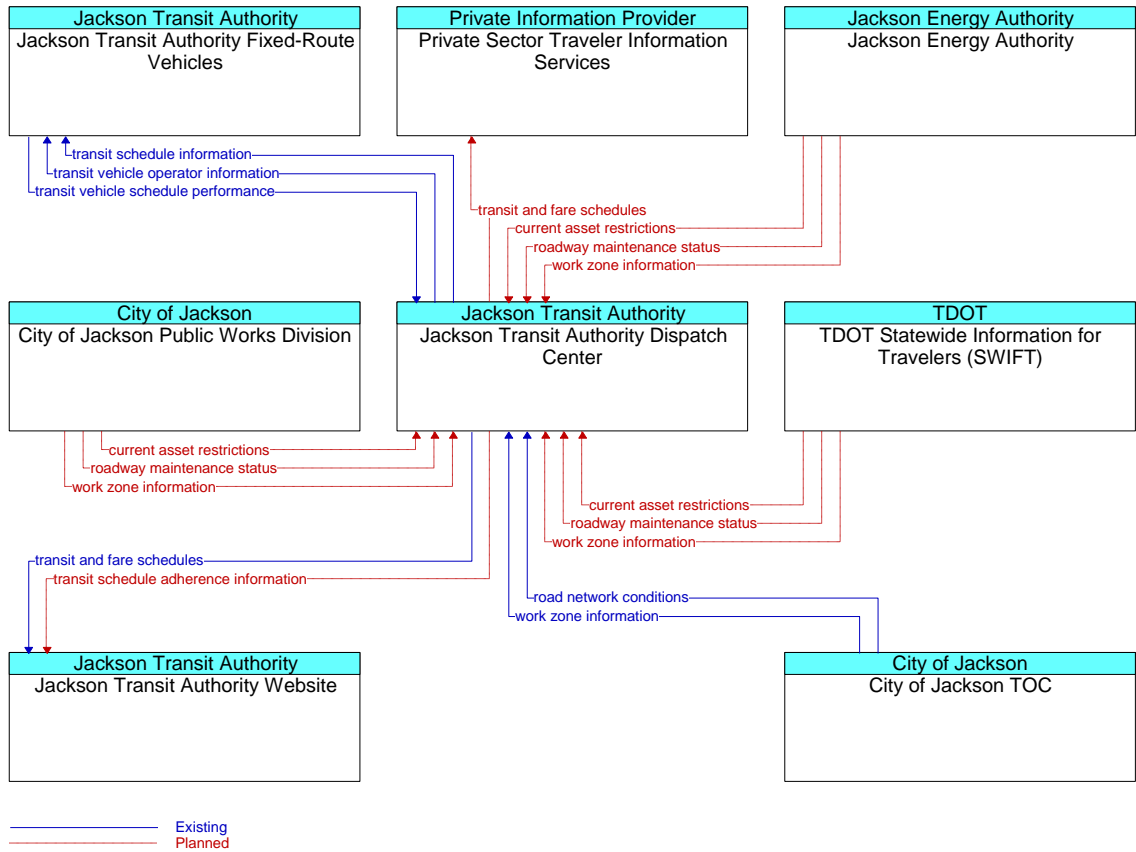 Jackson Transit Authority
Jackson Transit Authority Fixed-Route
Vehicles
Private Information Provider
Private Sector Traveler Information
Services
Jackson Energy Authority
Jackson Energy Authority
transit schedule information
transit vehicle operator information
transit vehicle schedule performance
transit and fare schedules
current asset restrictions
roadway maintenance status
work zone information
City of Jackson
City of Jackson Public Works Division
Jackson Transit Authority
Jackson Transit Authority Dispatch
Center
TDOT
TDOT Statewide Information for
Travelers (SWIFT)
current asset restrictions
roadway maintenance status
work zone information
current asset restrictions
roadway maintenance status
work zone information
transit and fare schedules
transit schedule adherence information
road network conditions
work zone information
Jackson Transit Authority
Jackson Transit Authority Website
City of Jackson
City of Jackson TOC
Existing
Planned